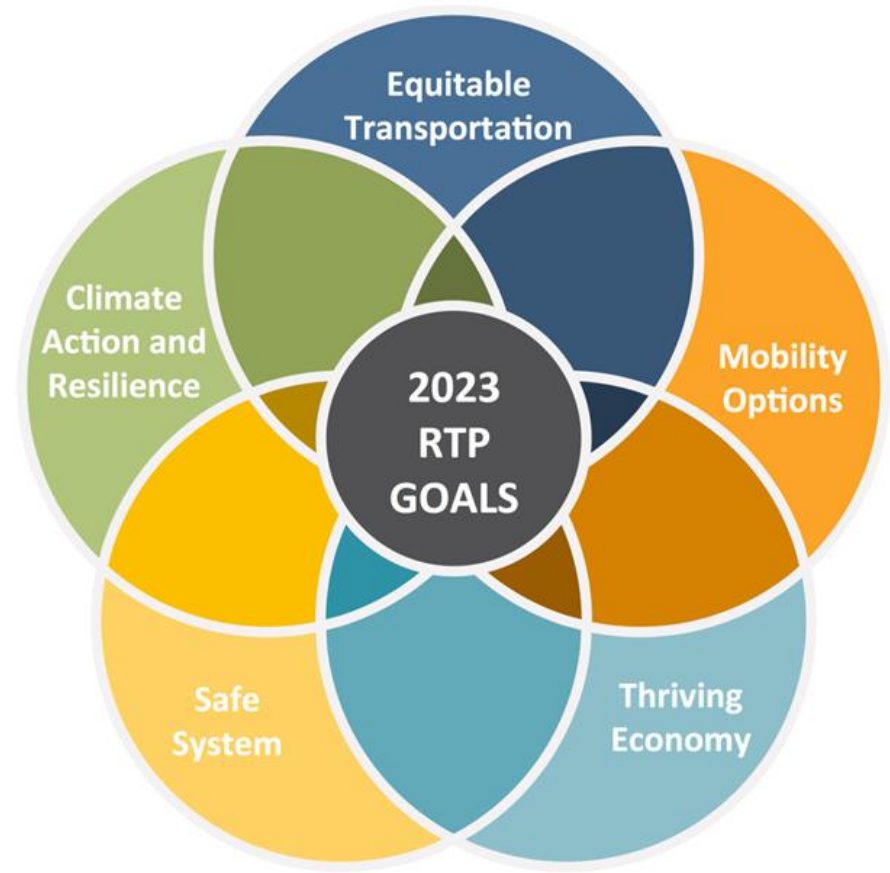 Equitable
Transportation
Climate
Action and
Resilience
Mobility
Options
2023
RTP
GOALS
Safe
System
Thriving
Economy